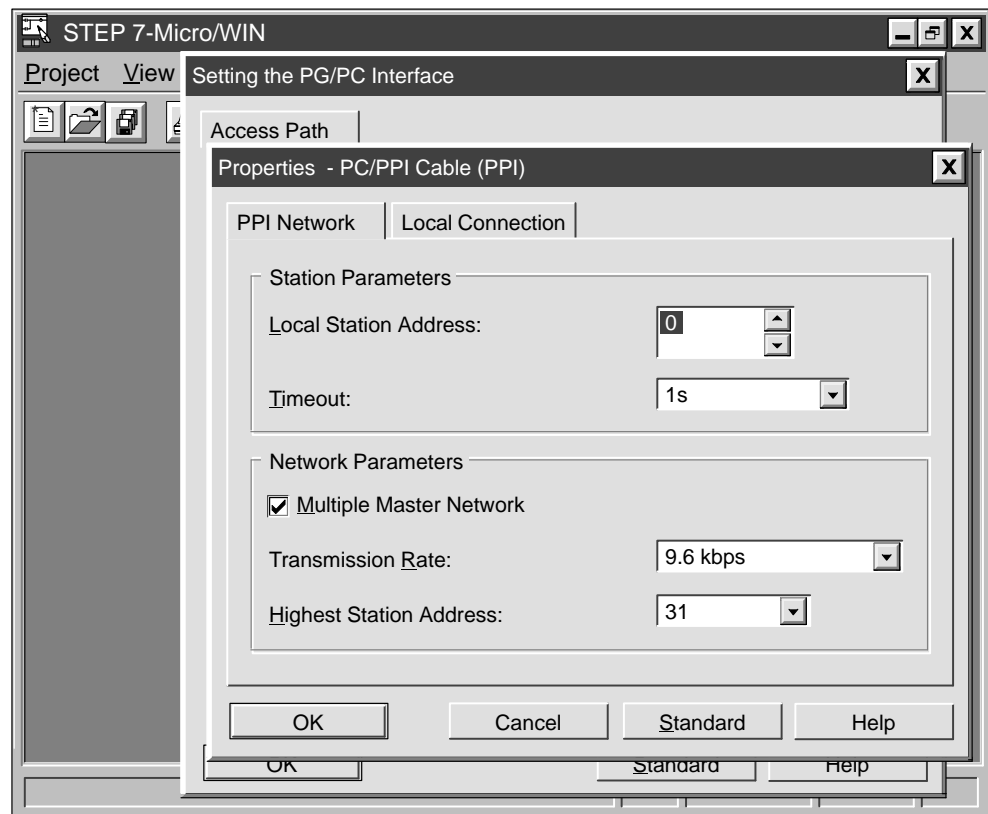 STEP 7-Micro/WIN
Project View
Setting the PG/PC Interface
Access Path
Properties - PC/PPI Cable (PPI)
PPI Network Local Connection
Station Parameters
Local Station Address: 0
Timeout: 1s
Network Parameters
Multiple Master Network
Transmission Rate: 9.6 kbps
Highest Station Address: 31
OK Cancel Standard Help
OK Standard Help